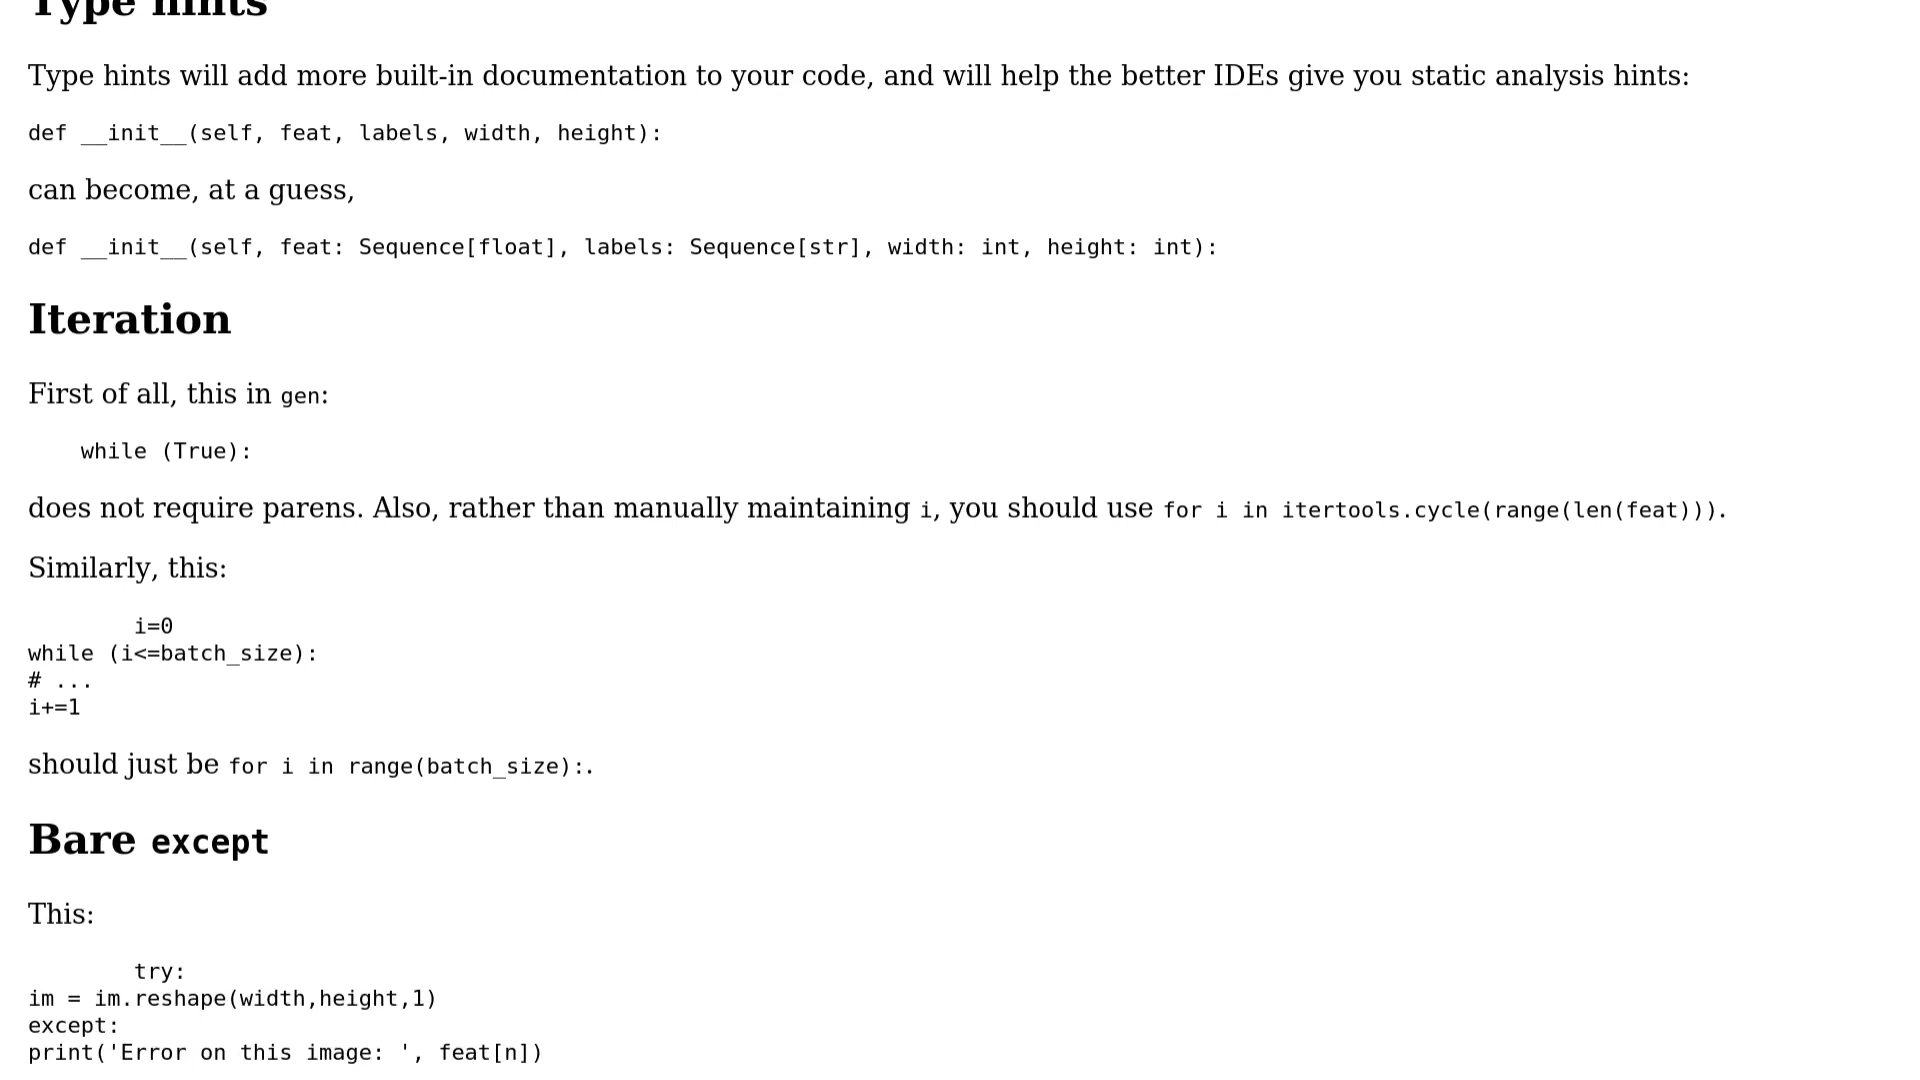 Type hints
Type hints will add more built-in documentation to your code, and will help the better IDEs give you static analysis hints:
def __init__(self, feat, labels, width, height):
can become, at a guess,
def __init__(self, feat: Sequence[float], labels: Sequence[str], width: int, height: int):
Iteration
First of all, this in gen:
    while (True):
does not require parens. Also, rather than manually maintaining i, you should use for i in itertools.cycle(range(len(feat))).
Similarly, this:
        i=0
while (i<=batch_size):
# ...
i+=1
should just be for i in range(batch_size):.
Bare except
This:
        try:
im = im.reshape(width,height,1)
except:
print('Error on this image: ', feat[n])